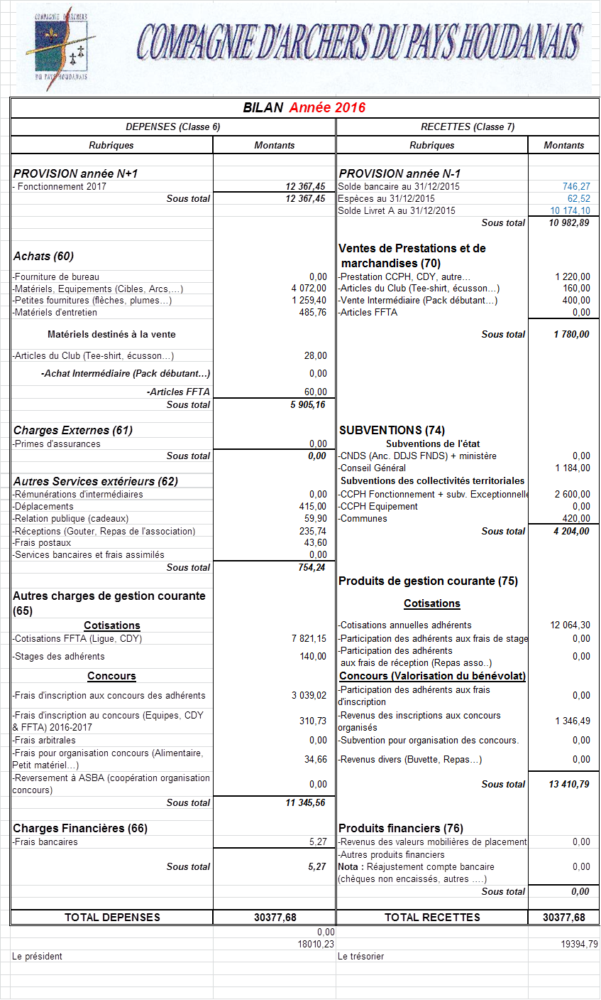 COMPAGNIE D'ARCHERS
DU PAYS HOUDANAIS
COMPAGNIE D'ARCHERS DU PAYS HOUDANAIS
BILAN Année 2016
DEPENSES (Classe 6) RECETTES (Classe 7)
Rubriques Montants Rubriques Montants
PROVISION année N+1 PROVISION année N-1
- Fonctionnement 2017 12 367,45 Solde bancaire au 31/12/2015 746,27
Sous total 12 367,45 Espèces au 31/12/2015 62,52
Solde Livret A au 31/12/2015 10 174,10
Sous total 10 982,89
Achats (60) Ventes de Prestations et de
marchandises (70)
-Fourniture de bureau 0,00 -Prestation CCPH, CDY, autre... 1 220,00
-Matériels, Equipements (Cibles, Arcs,...) 4 072,00 -Articles du Club (Tee-shirt, écusson...) 160,00
-Petites fournitures (flèches, plumes...) 1 259,40 -Vente Intermédiaire (Pack débutant...) 400,00
-Matériels d'entretien 485,76 -Articles FFTA 0,00
Matériels destinés à la vente Sous total 1 780,00
-Articles du Club (Tee-shirt, écusson...) 28,00
-Achat Intermédiaire (Pack débutant...) 0,00
-Articles FFTA 60,00
Sous total 5 905,16
Charges Externes (61) SUBVENTIONS (74)
-Primes d'assurances 0,00 Subventions de l'état
Sous total 0,00 -CNDS (Anc. DDJS FNDS) + ministère 0,00
-Conseil Général 1 184,00
Autres Services extérieurs (62) Subventions des collectivités territoriales
-Rémunérations d'intermédiaires 0,00 -CCPH Fonctionnement + subv. Exceptionnelle 2 600,00
-Déplacements 415,00 -CCPH Equipement 0,00
-Relation publique (cadeaux) 59,90 -Communes 420,00
-Réceptions (Gouter, Repas de l'association) 235,74 Sous total 4 204,00
-Frais postaux 43,60
-Services bancaires et frais assimilés 0,00
Sous total 754,24
Produits de gestion courante (75)
Autres charges de gestion courante
(65) Cotisations
Cotisations -Cotisations annuelles adhérents 12 064,30
-Cotisations FFTA (Ligue, CDY) 7 821,15 -Participation des adhérents aux frais de stage 0,00
-Stages des adhérents 140,00 -Participation des adhérents
aux frais de réception (Repas asso..) 0,00
Concours Concours (Valorisation du bénévolat)
-Frais d'inscription aux concours des adhérents 3 039,02 -Participation des adhérents aux frais
d'inscription 0,00
-Frais d'inscription au concours (Equipes, CDY
& FFTA) 2016-2017 310,73 -Revenus des inscriptions aux concours
organisés 1 346,49
-Frais arbitrales 0,00 -Subvention pour organisation des concours. 0,00
-Frais pour organisation concours (Alimentaire,
Petit matériel...) 34,66 -Revenus divers (Buvette, Repas...) 0,00
-Reversement à ASBA (coopération organisation
concours) 0,00 Sous total 13 410,79
Sous total 11 345,56
Charges Financières (66) Produits financiers (76)
-Frais bancaires 5,27 -Revenus des valeurs mobilières de placement 0,00
-Autres produits financiers
Sous total 5,27 Nota : Réajustement compte bancaire 0,00
(chèques non encaissés, autres ....)
Sous total 0,00
TOTAL DEPENSES 30377,68 TOTAL RECETTES 30377,68
0,00
18010,23 19394,79
Le président Le trésorier